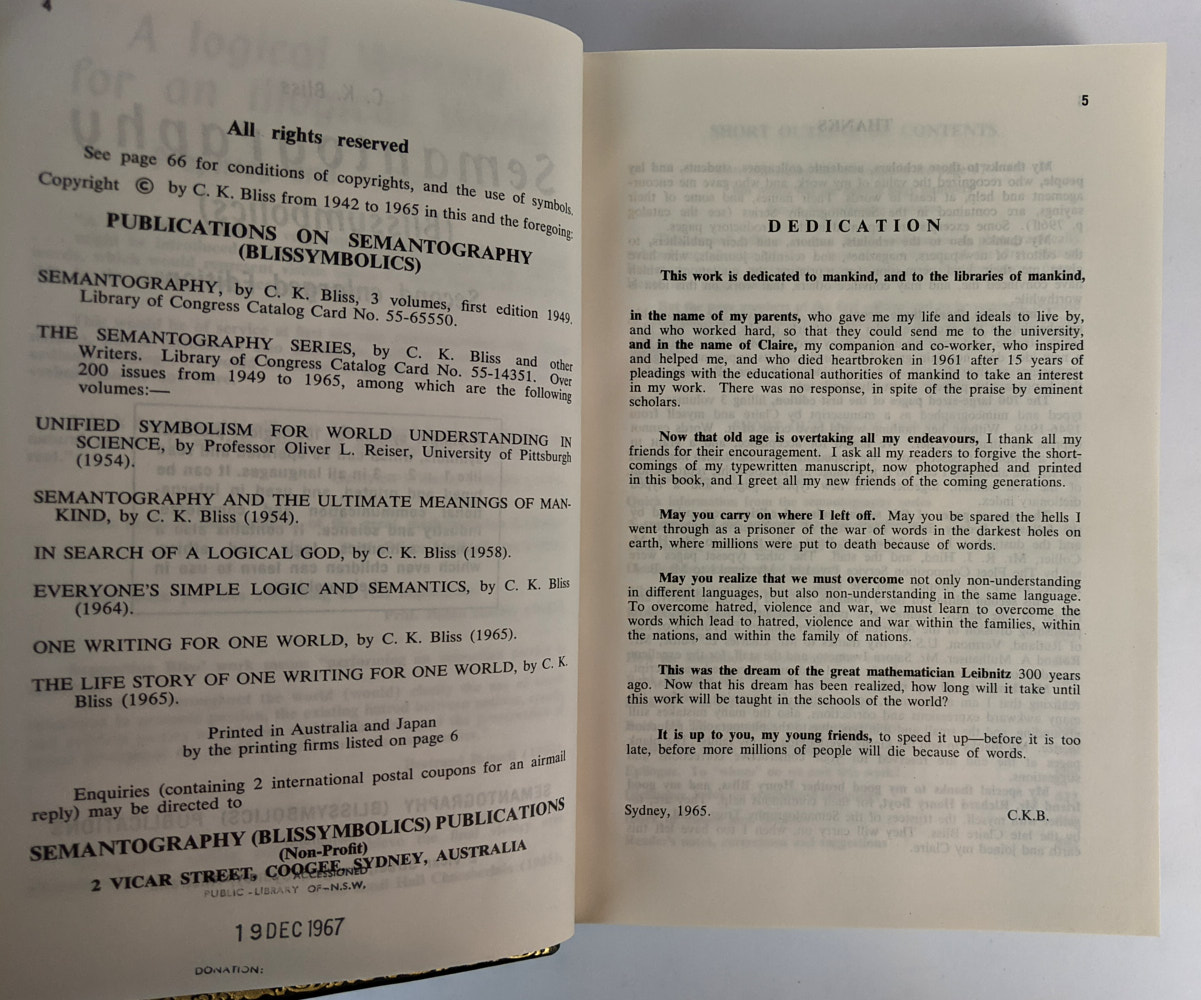 4
All rights reserved
See page 66 for conditions of copyrights, and the use of symbols.
Copyright © by C. K. Bliss from 1942 to 1965 in this and the foregoing:
PUBLICATIONS ON SEMANTOGRAPHY
(BLISSYMBOLICS)
SEMANTOGRAPHY, by C. K. Bliss, 3 volumes, first edition 1949.
Library of Congress Catalog Card No. 55-65550.
THE SEMANTOGRAPHY SERIES, by C. K. Bliss and other
Writers. Library of Congress Catalog Card No. 55-14351. Over
200 issues from 1949 to 1965, among which are the following
volumes:—
UNIFIED SYMBOLISM FOR WORLD UNDERSTANDING IN
SCIENCE, by Professor Oliver L. Reiser, University of Pittsburgh
(1954).
SEMANTOGRAPHY AND THE ULTIMATE MEANINGS OF MAN-
KIND, by C. K. Bliss (1954).
IN SEARCH OF A LOGICAL GOD, by C. K. Bliss (1958).
EVERYONE'S SIMPLE LOGIC AND SEMANTICS, by C. K. Bliss
(1964).
ONE WRITING FOR ONE WORLD, by C. K. Bliss (1965).
THE LIFE STORY OF ONE WRITING FOR ONE WORLD, by C. K.
Bliss (1965).
Printed in Australia and Japan
by the printing firms listed on page 6
Enquiries (containing 2 international postal coupons for an airmail
reply) may be directed to
SEMANTOGRAPHY (BLISSYMBOLICS) PUBLICATIONS
(Non-Profit)
2 VICAR STREET, COOGEE, SYDNEY, AUSTRALIA
ACCESSIONED
PUBLIC LIBRARY OF N.S.W.
19 DEC 1967
DONATION:
5
DEDICATION
This work is dedicated to mankind, and to the libraries of mankind,
in the name of my parents, who gave me my life and ideals to live by,
and who worked hard, so that they could send me to the university,
and in the name of Claire, my companion and co-worker, who inspired
and helped me, and who died heartbroken in 1961 after 15 years of
pleadings with the educational authorities of mankind to take an interest
in my work. There was no response, in spite of the praise by eminent
scholars.
Now that old age is overtaking all my endeavours, I thank all my
friends for their encouragement. I ask all my readers to forgive the short-
comings of my typewritten manuscript, now photographed and printed
in this book, and I greet all my new friends of the coming generations.
May you carry on where I left off. May you be spared the hells I
went through as a prisoner of the war of words in the darkest holes on
earth, where millions were put to death because of words.
May you realize that we must overcome not only non-understanding
in different languages, but also non-understanding in the same language.
To overcome hatred, violence and war, we must learn to overcome the
words which lead to hatred, violence and war within the families, within
the nations, and within the family of nations.
This was the dream of the great mathematician Leibnitz 300 years
ago. Now that his dream has been realized, how long will it take until
this work will be taught in the schools of the world?
It is up to you, my young friends, to speed it up—before it is too
late, before more millions of people will die because of words.
Sydney, 1965.
C.K.B.